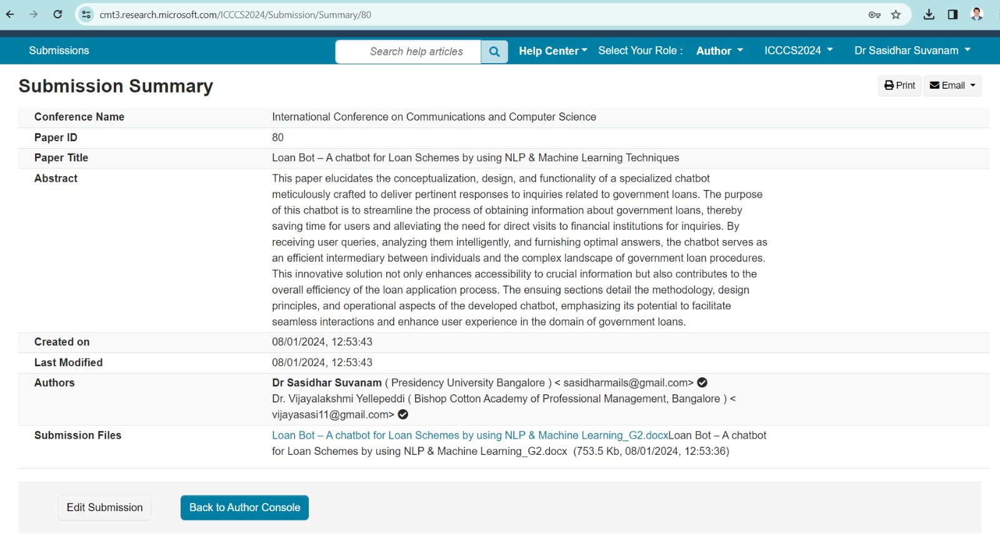 cmt3.research.microsoft.com/ICCCS2024/Submission/Summary/80
Submissions
Search help articles
Help Center
Select Your Role :
Author
ICCCS2024
Dr Sasidhar Suvanam
Submission Summary
Print
Email
Conference Name
International Conference on Communications and Computer Science
Paper ID
80
Paper Title
Loan Bot – A chatbot for Loan Schemes by using NLP & Machine Learning Techniques
Abstract
This paper elucidates the conceptualization, design, and functionality of a specialized chatbot
meticulously crafted to deliver pertinent responses to inquiries related to government loans. The purpose
of this chatbot is to streamline the process of obtaining information about government loans, thereby
saving time for users and alleviating the need for direct visits to financial institutions for inquiries. By
receiving user queries, analyzing them intelligently, and furnishing optimal answers, the chatbot serves as
an efficient intermediary between individuals and the complex landscape of government loan procedures.
This innovative solution not only enhances accessibility to crucial information but also contributes to the
overall efficiency of the loan application process. The ensuing sections detail the methodology, design
principles, and operational aspects of the developed chatbot, emphasizing its potential to facilitate
seamless interactions and enhance user experience in the domain of government loans.
Created on
08/01/2024, 12:53:43
Last Modified
08/01/2024, 12:53:43
Authors
Dr Sasidhar Suvanam ( Presidency University Bangalore ) < sasidharmails@gmail.com>
Dr. Vijayalakshmi Yellepeddi ( Bishop Cotton Academy of Professional Management, Bangalore ) <
vijayasasi11@gmail.com>
Submission Files
Loan Bot – A chatbot for Loan Schemes by using NLP & Machine Learning_G2.docxLoan Bot – A chatbot
for Loan Schemes by using NLP & Machine Learning_G2.docx (753.5 Kb, 08/01/2024, 12:53:36)
Edit Submission
Back to Author Console